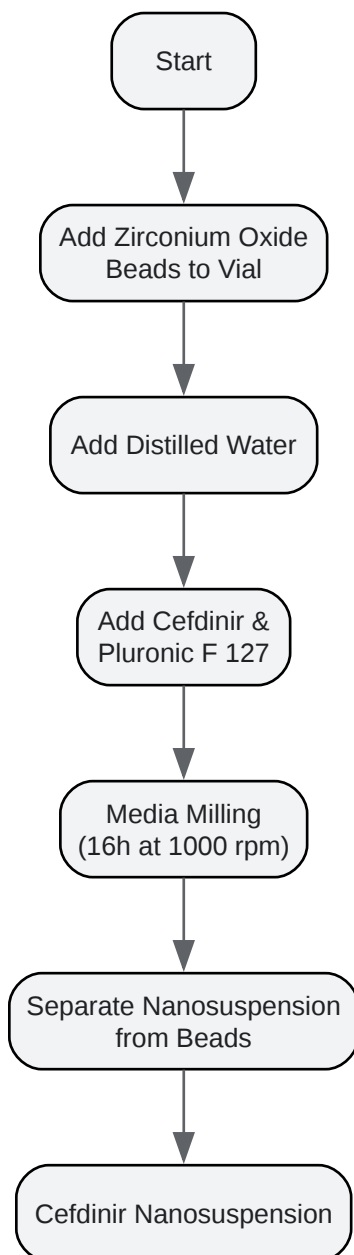 Start
Add Zirconium Oxide
Beads to Vial
Add Distilled Water
Add Cefdinir &
Pluronic F 127
Media Milling
(16h at 1000 rpm)
Separate Nanosuspension
from Beads
Cefdinir Nanosuspension